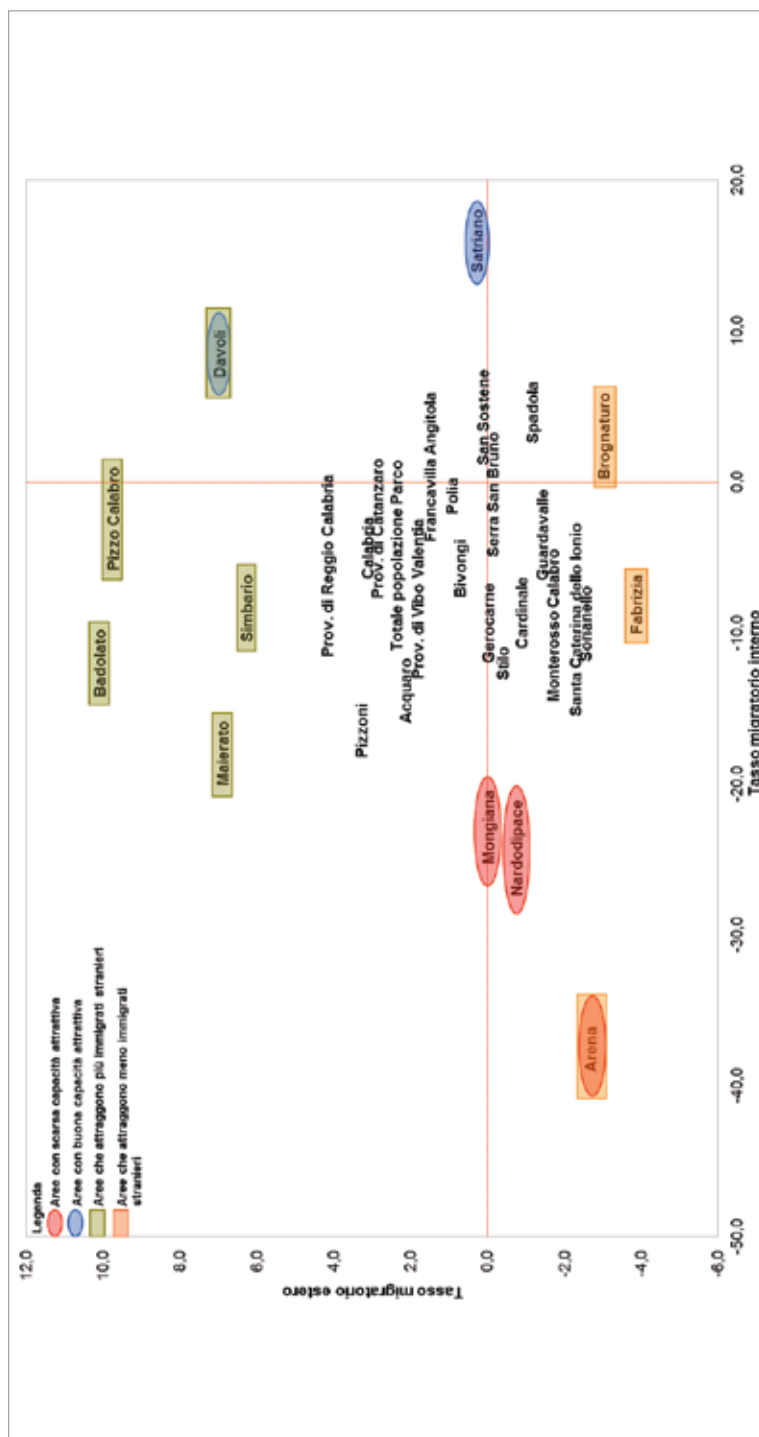 Legenda
Aree con scarsa capacità attrattiva
Aree con buona capacità attrattiva
Aree che attraggono più immigrati stranieri
Aree che attraggono meno immigrati
stranieri
Tasso migratorio estero
12,0
10,0
8,0
6,0
4,0
2,0
0,0
-2,0
-4,0
-6,0
Badolato
Pizzo Calabro
Maierato
Davoli
Simbario
Prov. di Reggio Calabria
Pizzoni
Calabria
Prov. di Catanzaro
Totale popolazione Parco
Acquaro
Prov. di Vibo Valentia
Francavilla Angitola
Polia
Bivongi
Satriano
San Sostene
Serra San Bruno
Gerocarne
Mongiana
Stilo
Nardodipace
Cardinale
Spadola
Guardavalle
Monterosso Calabro
Santa Caterina dello Ionio
Sorianello
Arena
Brognaturo
Fabrizia
-50,0
-40,0
-30,0
-20,0
-10,0
0,0
10,0
20,0
Tasso migratorio interno